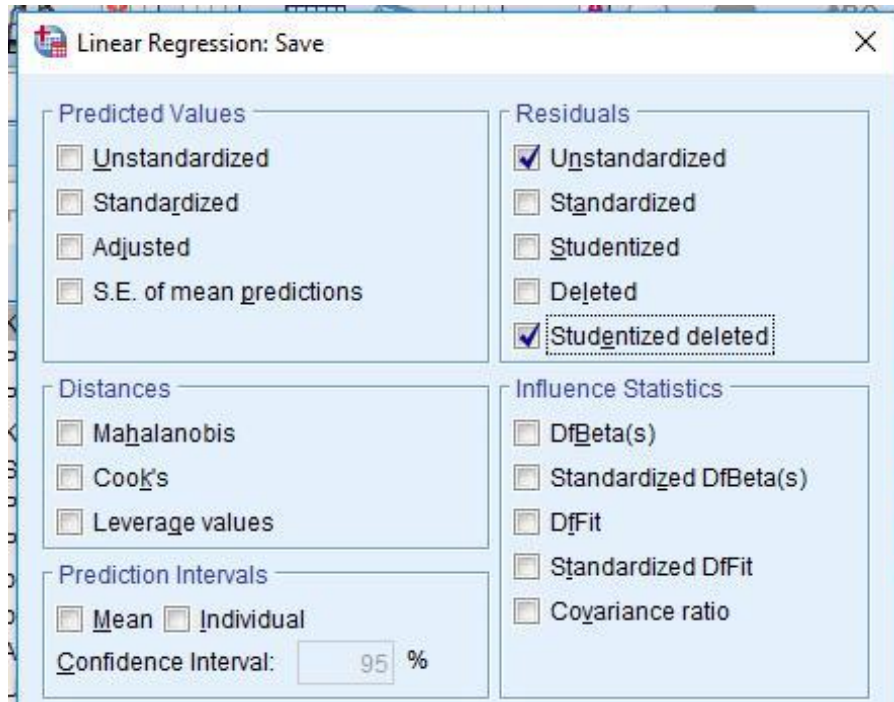 Linear Regression: Save
Predicted Values
Unstandardized
Standardized
Adjusted
S.E. of mean predictions
Residuals
Unstandardized
Standardized
Studentized
Deleted
Studentized deleted
Distances
Mahalanobis
Cook's
Leverage values
Influence Statistics
DfBeta(s)
Standardized DfBeta(s)
DfFit
Standardized DfFit
Covariance ratio
Prediction Intervals
Mean Individual
Confidence Interval: 95 %